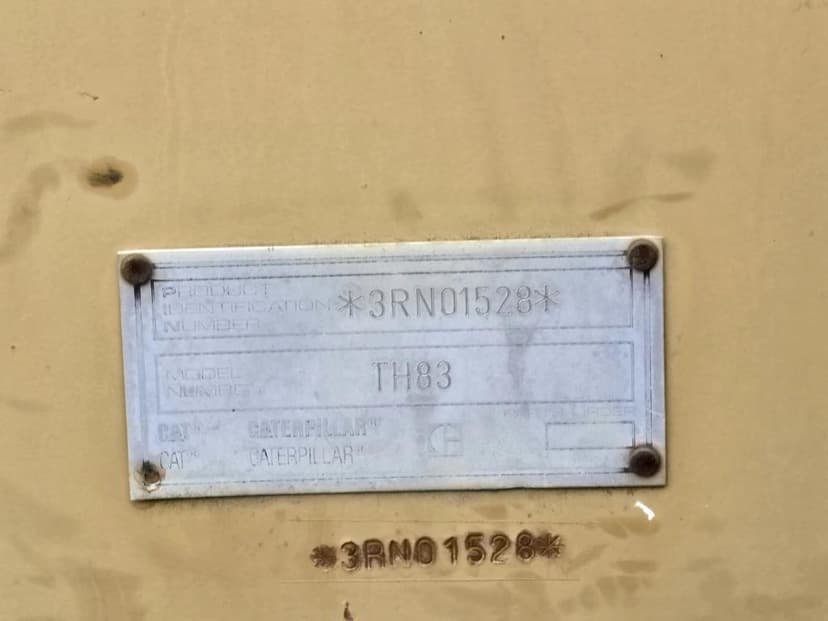 PRODUCT
IDENTIFICATION
NUMBER
*3RN01528*
MODEL
NUMBER
TH83
CAT® CATERPILLAR®
CAT® CATERPILLAR®
*3RN01528*